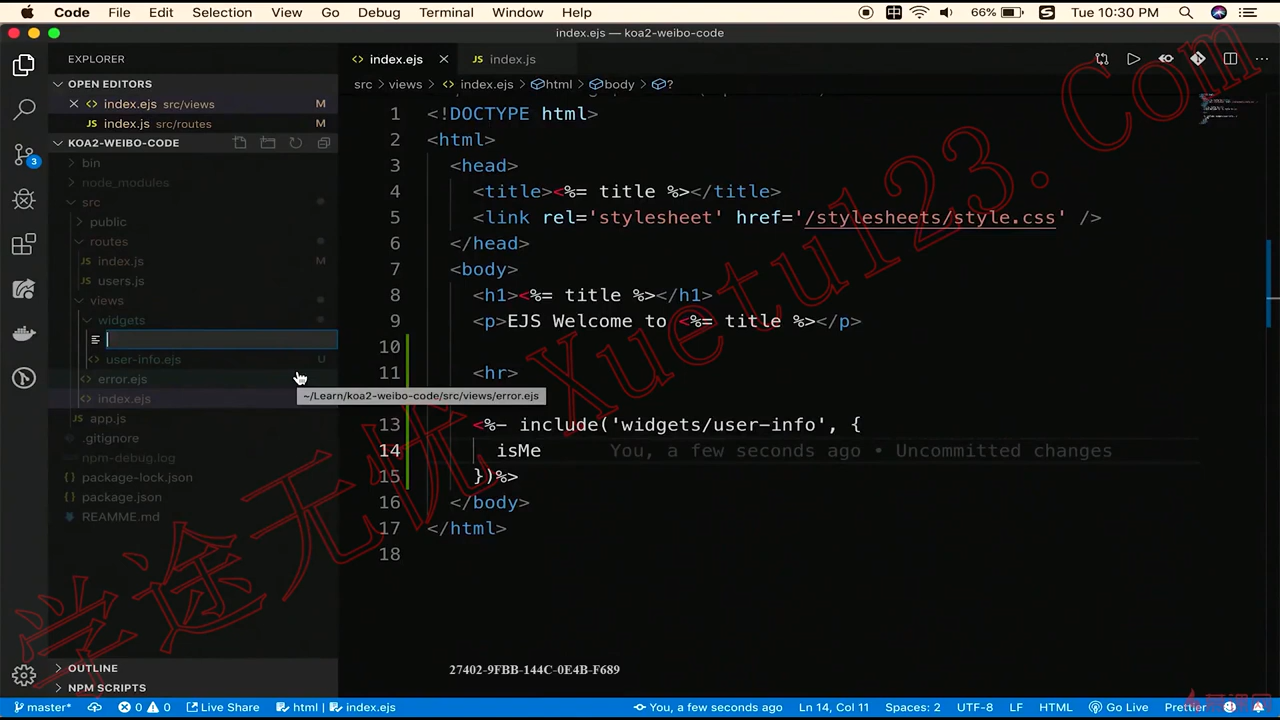 Code File Edit Selection View Go Debug Terminal Window Help 66% Tue 10:30 PM
index.ejs — koa2-weibo-code
EXPLORER
OPEN EDITORS
index.ejs src/views M
index.js src/routes M
KOA2-WEIBO-CODE
bin
node_modules
src
public
routes
index.js M
users.js
views
widgets
user-info.ejs U
error.ejs
index.ejs
app.js
.gitignore
npm-debug.log
package-lock.json
package.json
REAMME.md
OUTLINE
NPM SCRIPTS
3
index.ejs index.js
src views index.ejs html body ?
1 <!DOCTYPE html>
2 <html>
3 <head>
4 <title><%= title %></title>
5 <link rel='stylesheet' href='/stylesheets/style.css' />
6 </head>
7 <body>
8 <h1><%= title %></h1>
9 <p>EJS Welcome to <%= title %></p>
10
11 <hr>
~/Learn/koa2-weibo-code/src/views/error.ejs
13 <%- include('widgets/user-info', {
14 isMe You, a few seconds ago • Uncommitted changes
15 })%>
16 </body>
17 </html>
18
学途无忧 Xuetu123. Com
27402-9FBB-144C-0E4B-F689
master* 0 0 Live Share html index.ejs You, a few seconds ago Ln 14, Col 11 Spaces: 2 UTF-8 LF HTML Go Live Prettier